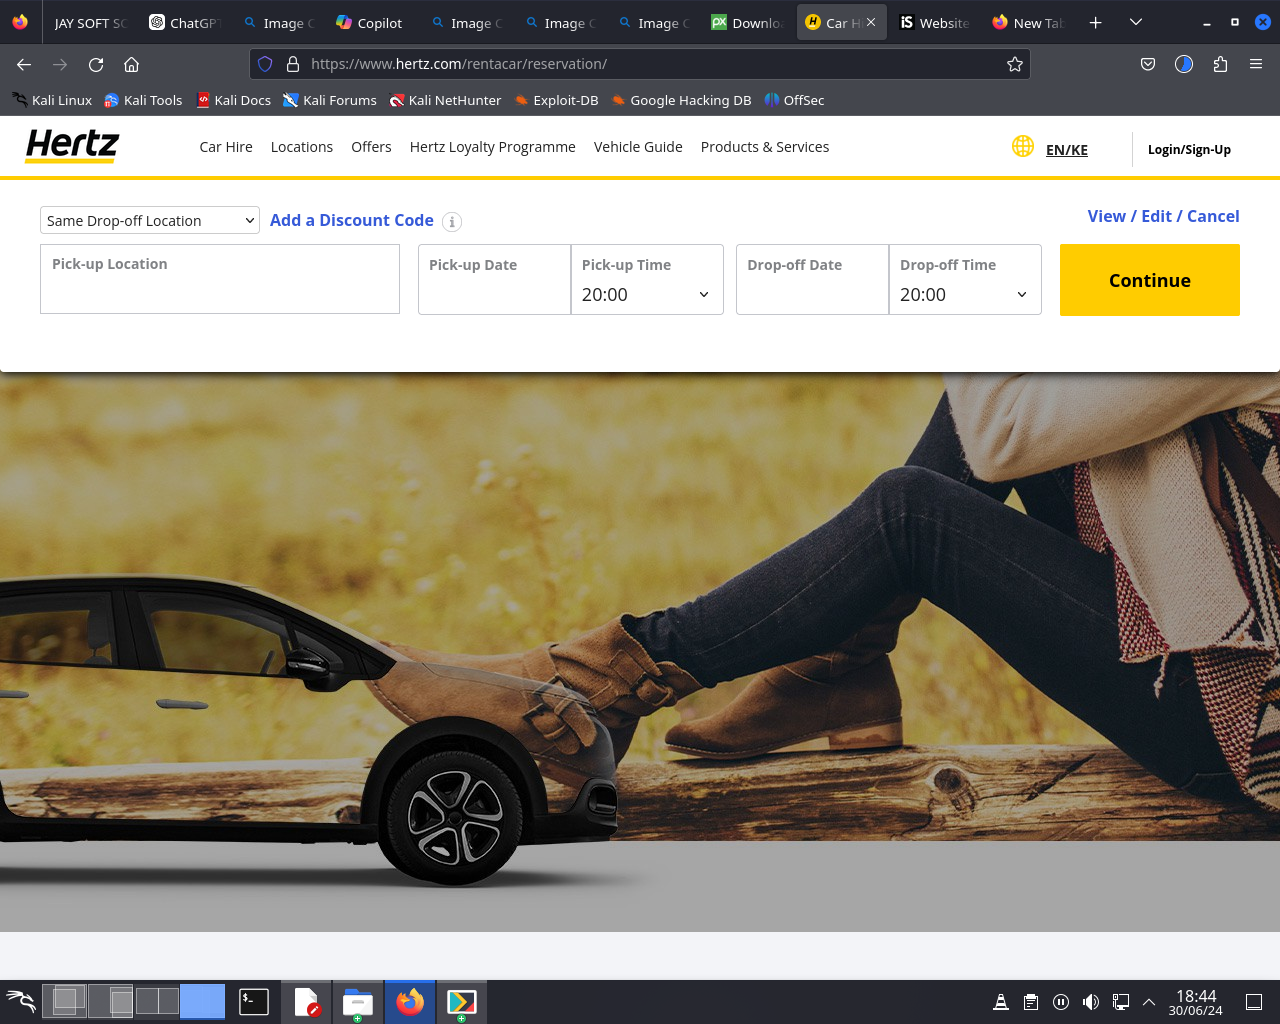 JAY SOFT SC
ChatGPT
Image C
Copilot
Image C
Image C
Image C
Downlo
Car H
Website
New Tab
https://www.hertz.com/rentacar/reservation/
Kali Linux
Kali Tools
Kali Docs
Kali Forums
Kali NetHunter
Exploit-DB
Google Hacking DB
OffSec
Hertz
Car Hire
Locations
Offers
Hertz Loyalty Programme
Vehicle Guide
Products & Services
EN/KE
Login/Sign-Up
Same Drop-off Location
Add a Discount Code
View / Edit / Cancel
Pick-up Location
Pick-up Date
Pick-up Time
20:00
Drop-off Date
Drop-off Time
20:00
Continue
18:44
30/06/24